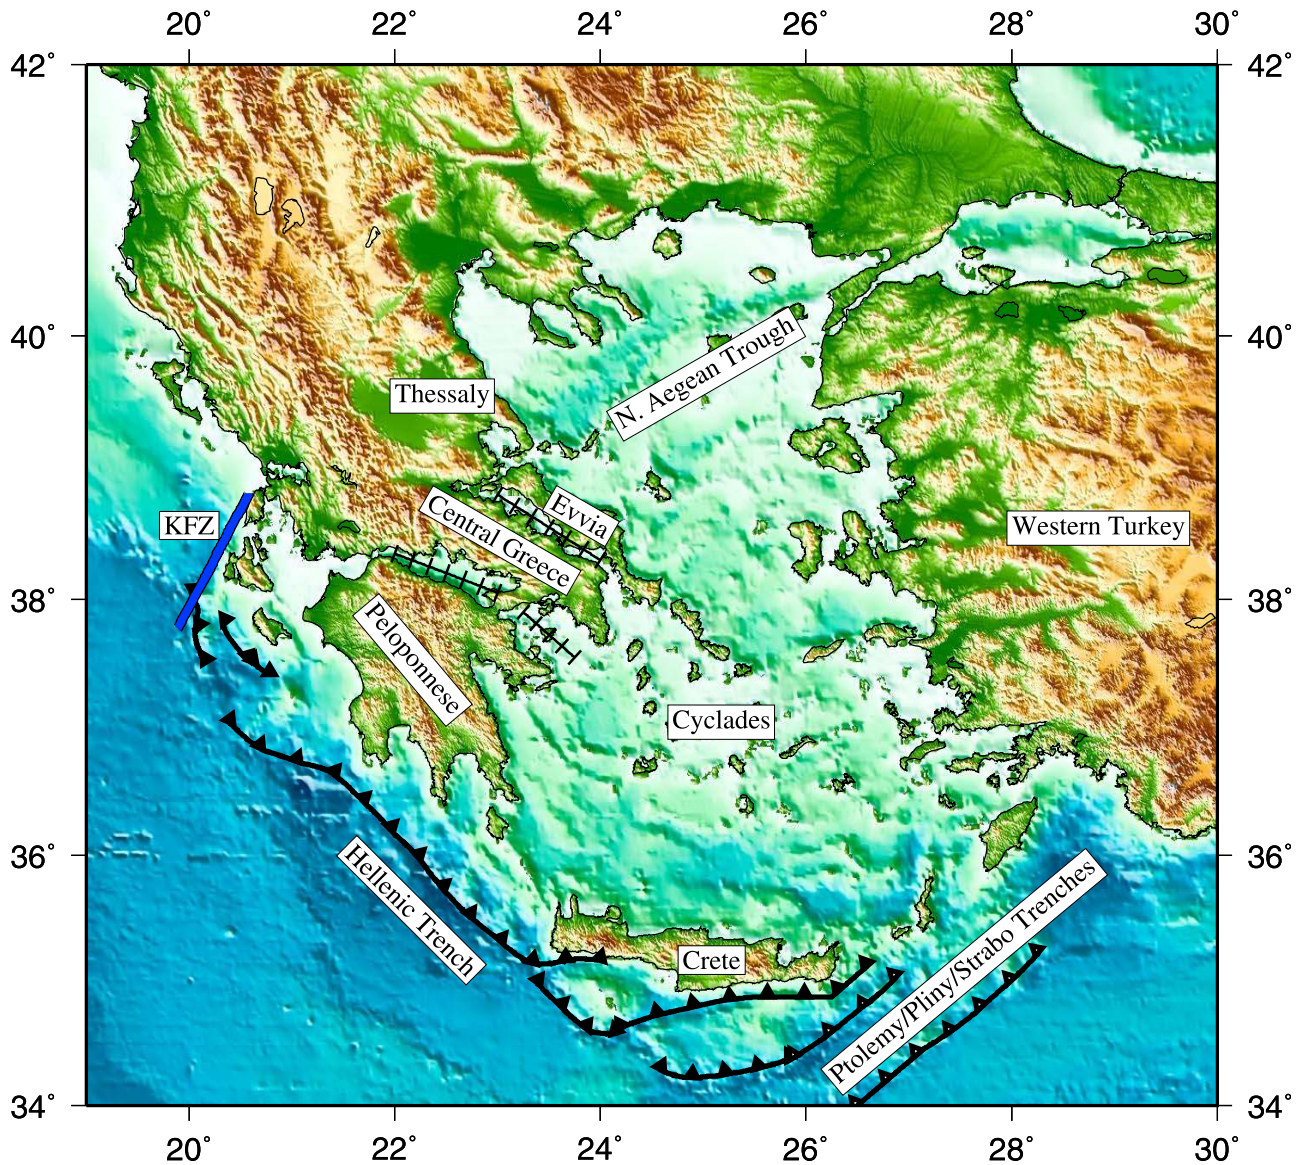 20° 22° 24° 26° 28° 30°
42° 42°
40° 40°
N. Aegean Trough
Thessaly
Evvia
Central Greece
KFZ
Western Turkey
38° 38°
Peloponnese
Cyclades
36° 36°
Hellenic Trench
Crete
Ptolemy/Pliny/Strabo Trenches
34° 34°
20° 22° 24° 26° 28° 30°